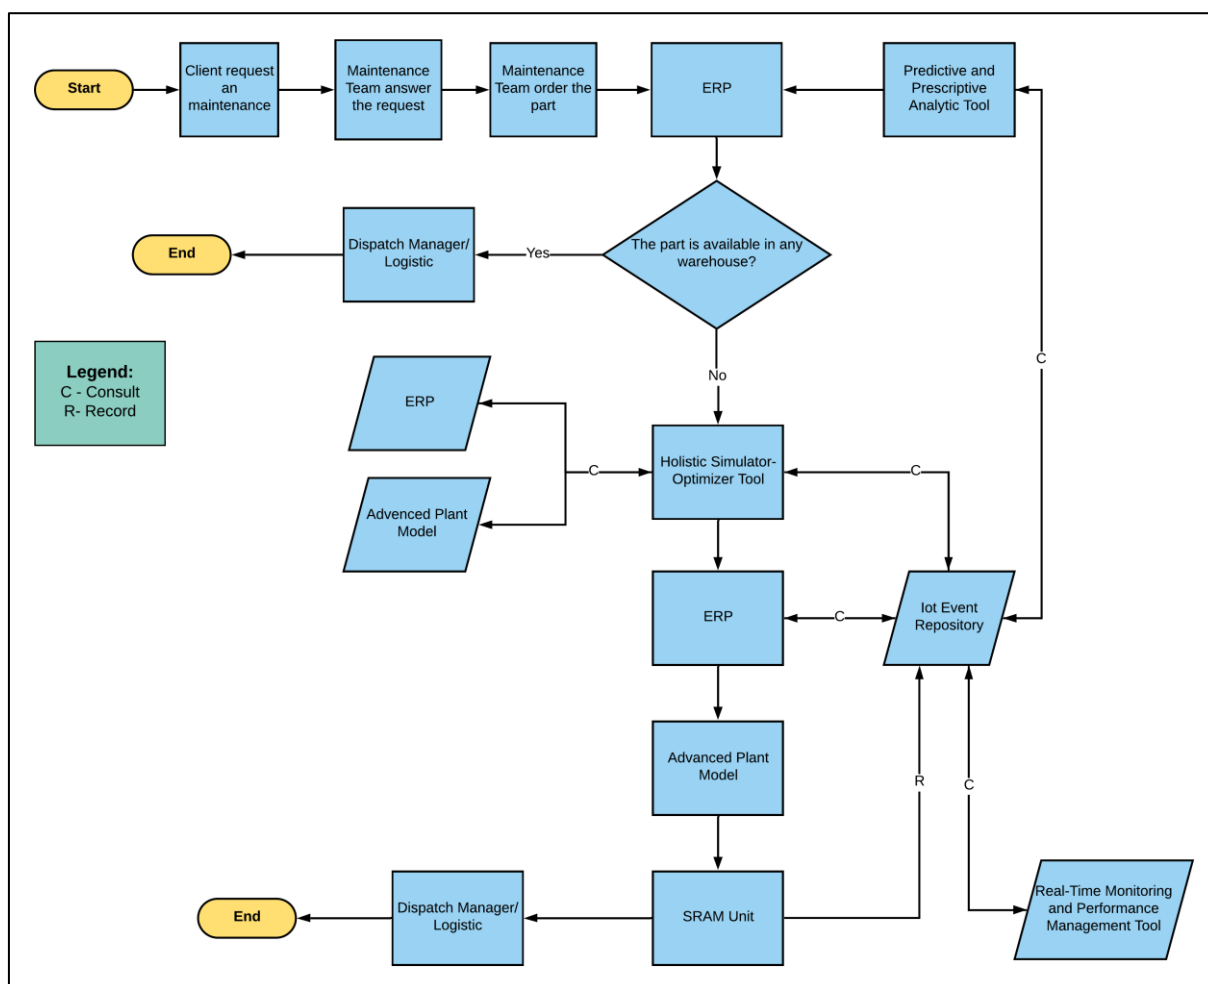 Start
Client request
an
maintenance
Maintenance
Team answer
the request
Maintenance
Team order the
part
ERP
Predictive and
Prescriptive
Analytic Tool
End
Dispatch Manager/
Logistic
Yes
The part is available in any
warehouse?
Legend:
C - Consult
R- Record
C
No
ERP
Advenced Plant
Model
C
Holistic Simulator-
Optimizer Tool
C
ERP
C
Iot Event
Repository
Advanced Plant
Model
R
C
End
Dispatch Manager/
Logistic
SRAM Unit
Real-Time Monitoring
and Performance
Management Tool